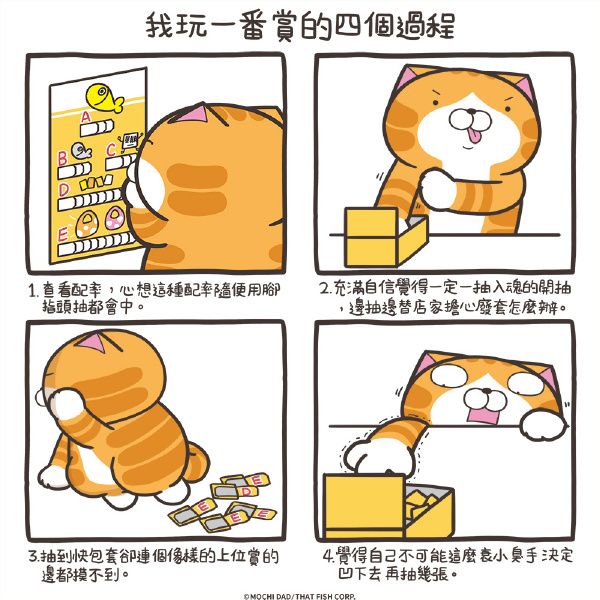 我玩一番賞的四個過程
A
B
C
D
E
1.查看配率，心想這種配率隨便用腳
指頭抽都會中。
2.充滿自信覺得一定一抽入魂的開抽
，邊抽邊替店家擔心廢套怎麼辦。
E
D
E
E
E
3.抽到快包套卻連個像樣的上位賞的
邊都摸不到。
4.覺得自己不可能這麼衰小臭手決定
凹下去再抽幾張。
©MOCHI DAD/THAT FISH CORP.